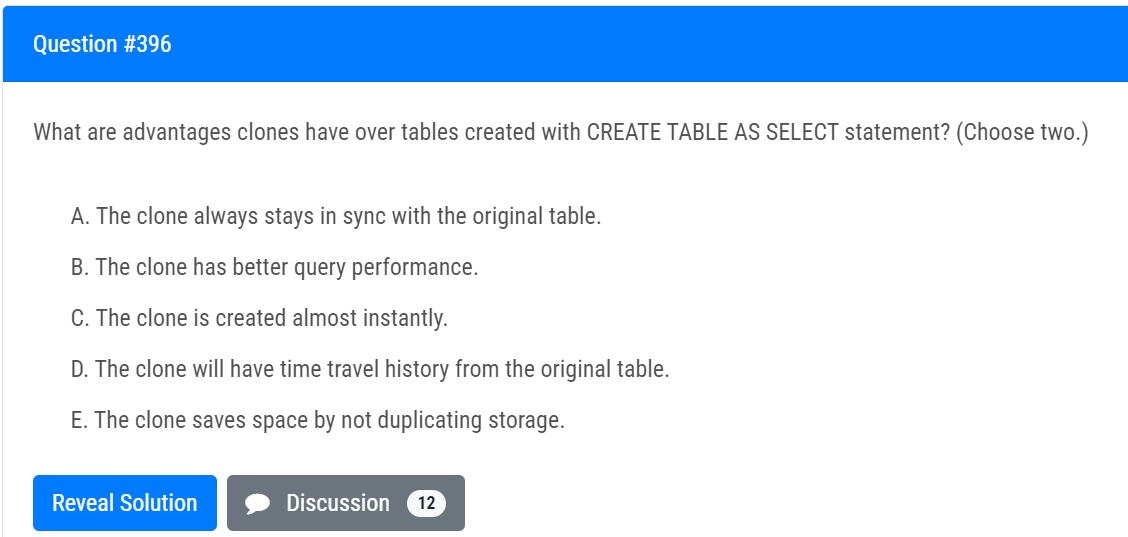 Question #396
What are advantages clones have over tables created with CREATE TABLE AS SELECT statement? (Choose two.)
A. The clone always stays in sync with the original table.
B. The clone has better query performance.
C. The clone is created almost instantly.
D. The clone will have time travel history from the original table.
E. The clone saves space by not duplicating storage.
Reveal Solution Discussion 12